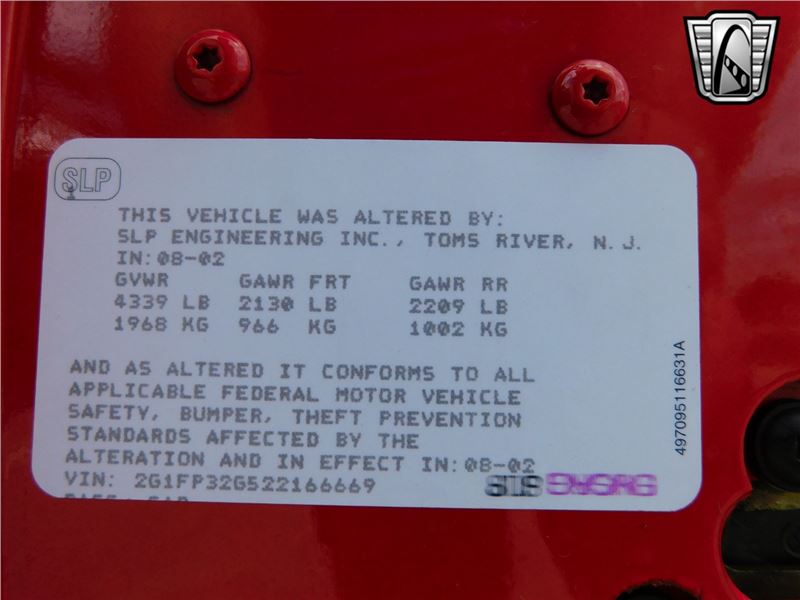 SLP
THIS VEHICLE WAS ALTERED BY:
SLP ENGINEERING INC., TOMS RIVER, N.J.
IN:08-02
GVWR GAWR FRT GAWR RR
4339 LB 2130 LB 2209 LB
1968 KG 966 KG 1002 KG
AND AS ALTERED IT CONFORMS TO ALL
APPLICABLE FEDERAL MOTOR VEHICLE
SAFETY, BUMPER, THEFT PREVENTION
STANDARDS AFFECTED BY THE
ALTERATION AND IN EFFECT IN:08-02
VIN: 2G1FP32G522166669
497095116631A